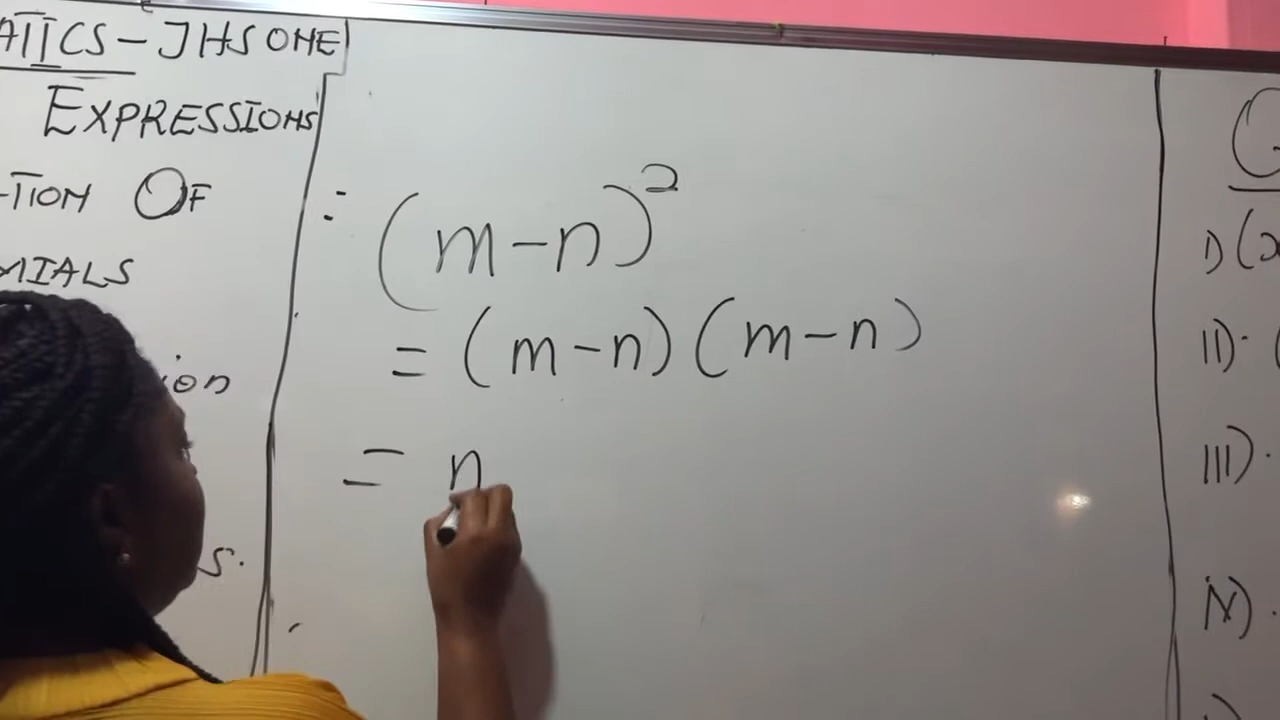 ATICS - JHS ONE
EXPRESSIONS
-TION OF
MIALS
ion
s.
: (m-n)²
= (m-n)(m-n)
= n
I) (x
II). (
III).
IV).